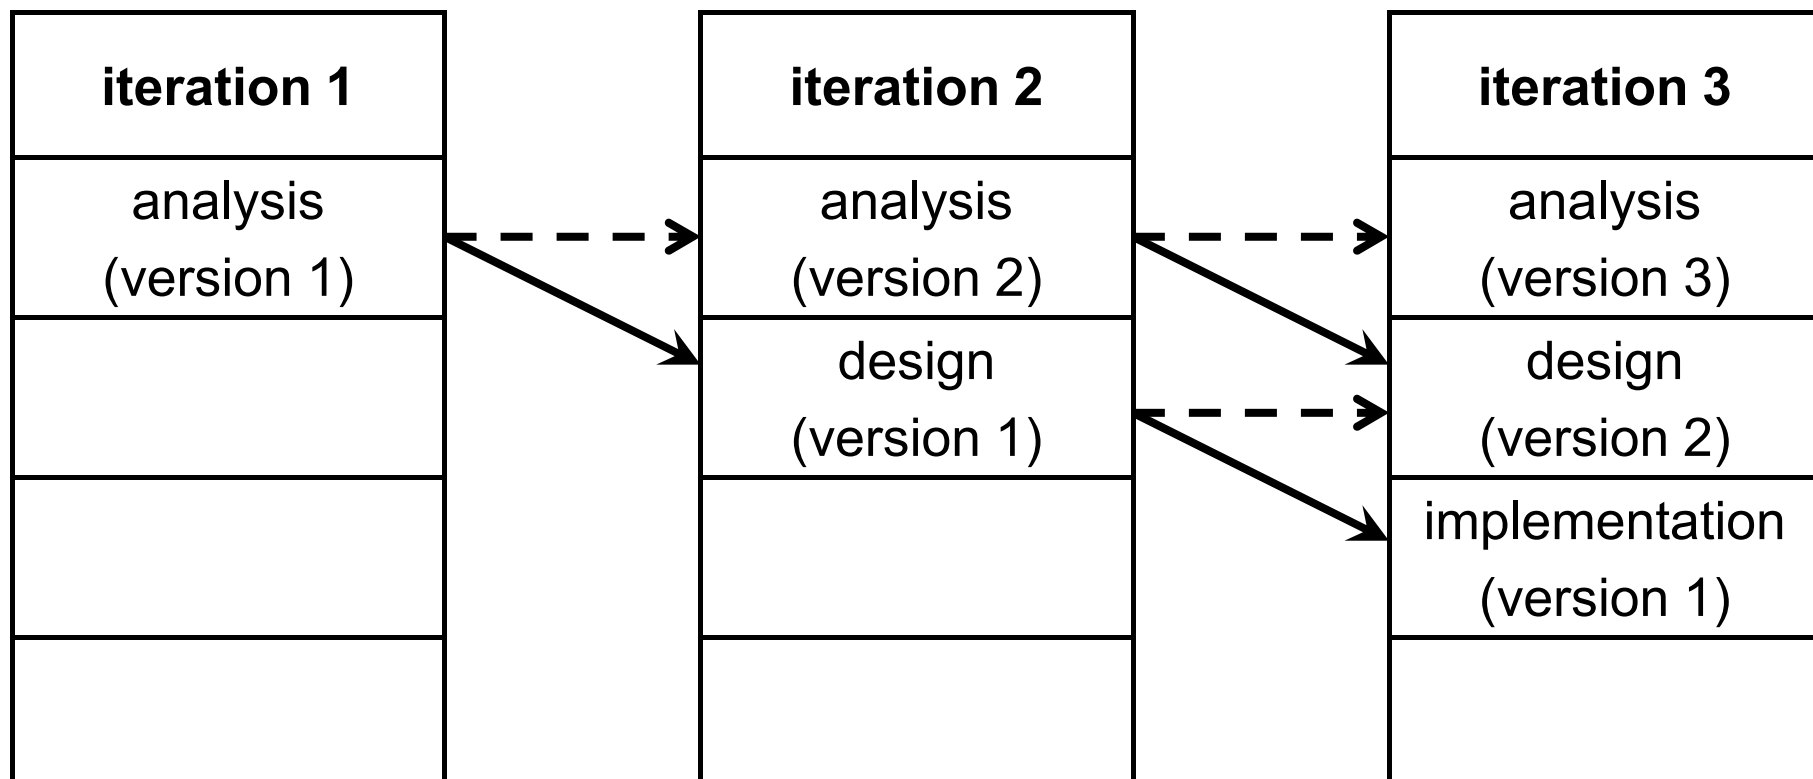 iteration 1
analysis
(version 1)
iteration 2
analysis
(version 2)
design
(version 1)
iteration 3
analysis
(version 3)
design
(version 2)
implementation
(version 1)